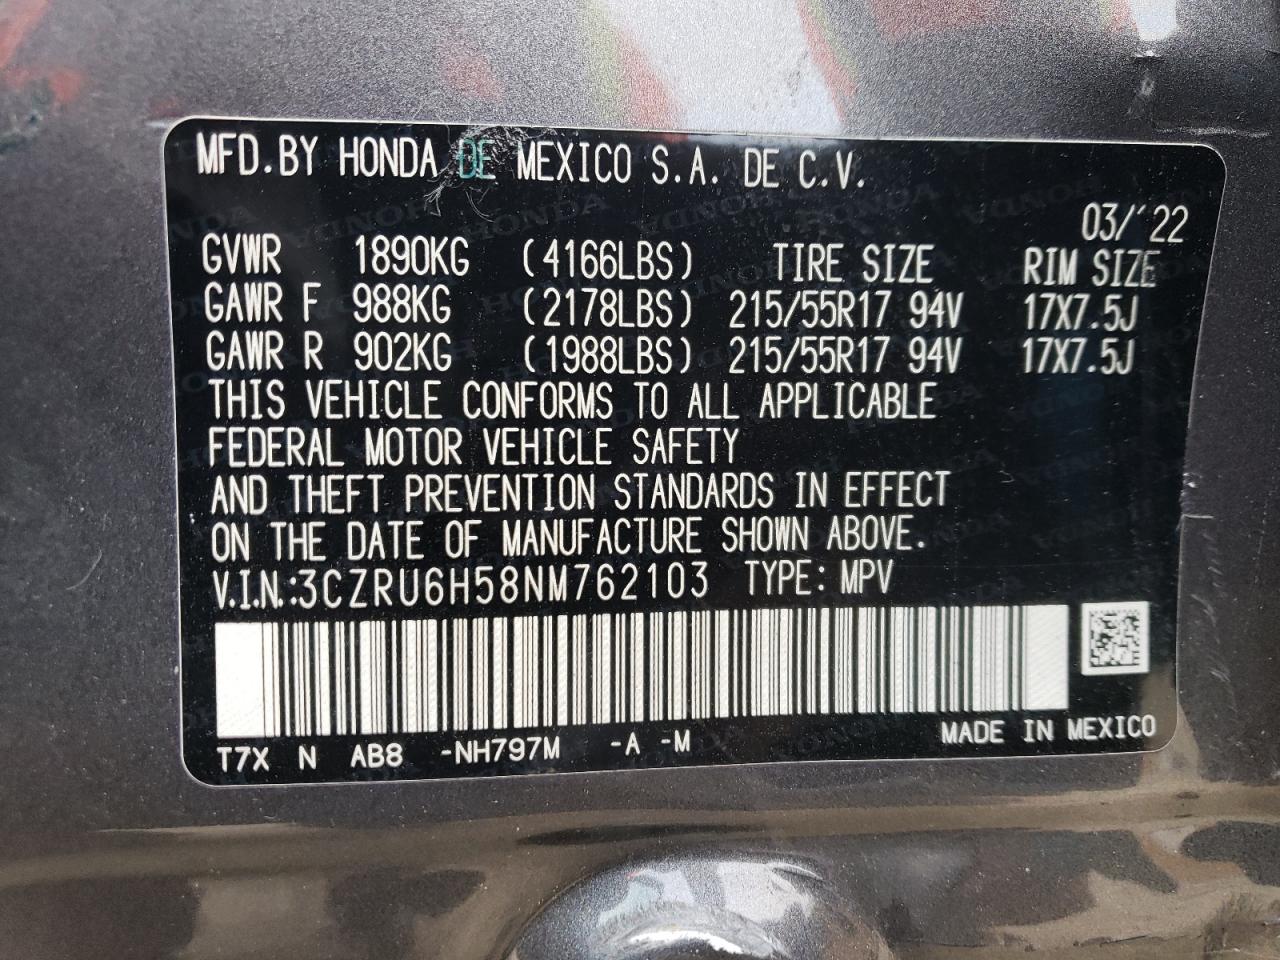 MFD.BY HONDA DE MEXICO S.A. DE C.V.
03/'22
GVWR 1890KG (4166LBS) TIRE SIZE RIM SIZE
GAWR F 988KG (2178LBS) 215/55R17 94V 17X7.5J
GAWR R 902KG (1988LBS) 215/55R17 94V 17X7.5J
THIS VEHICLE CONFORMS TO ALL APPLICABLE
FEDERAL MOTOR VEHICLE SAFETY
AND THEFT PREVENTION STANDARDS IN EFFECT
ON THE DATE OF MANUFACTURE SHOWN ABOVE.
V.I.N.:3CZRU6H58NM762103 TYPE: MPV
T7X N AB8 -NH797M -A -M MADE IN MEXICO